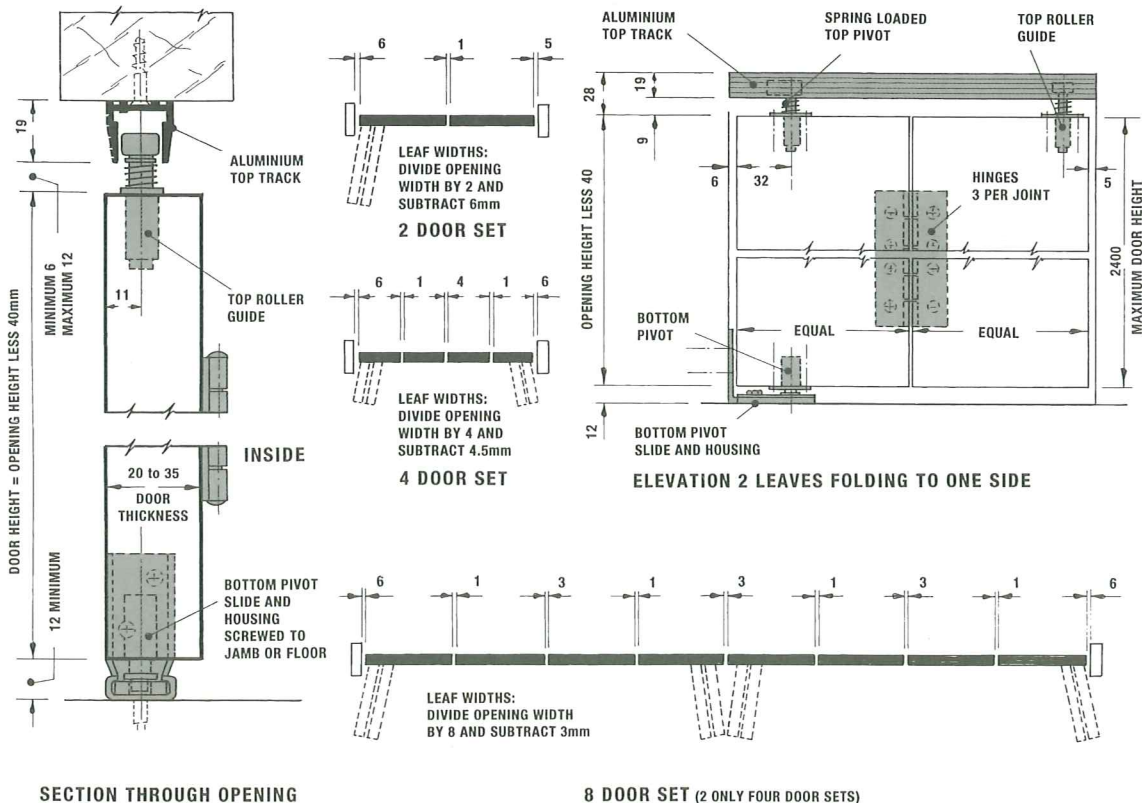 19
MINIMUM 6
MAXIMUM 12
DOOR HEIGHT = OPENING HEIGHT LESS 40mm
12 MINIMUM
ALUMINIUM
TOP TRACK
11
TOP ROLLER
GUIDE
INSIDE
20 to 35
DOOR
THICKNESS
BOTTOM PIVOT
SLIDE AND
HOUSING
SCREWED TO
JAMB OR FLOOR
SECTION THROUGH OPENING
6 1 5
LEAF WIDTHS:
DIVIDE OPENING
WIDTH BY 2 AND
SUBTRACT 6mm
2 DOOR SET
6 1 4 1 6
LEAF WIDTHS:
DIVIDE OPENING
WIDTH BY 4 AND
SUBTRACT 4.5mm
4 DOOR SET
ALUMINIUM
TOP TRACK
SPRING LOADED
TOP PIVOT
TOP ROLLER
GUIDE
28
19
9
6 32
5
OPENING HEIGHT LESS 40
HINGES
3 PER JOINT
2400
MAXIMUM DOOR HEIGHT
BOTTOM
PIVOT
EQUAL EQUAL
12
BOTTOM PIVOT
SLIDE AND HOUSING
ELEVATION 2 LEAVES FOLDING TO ONE SIDE
6 1 3 1 3 1 3 1 6
LEAF WIDTHS:
DIVIDE OPENING WIDTH
BY 8 AND SUBTRACT 3mm
8 DOOR SET (2 ONLY FOUR DOOR SETS)